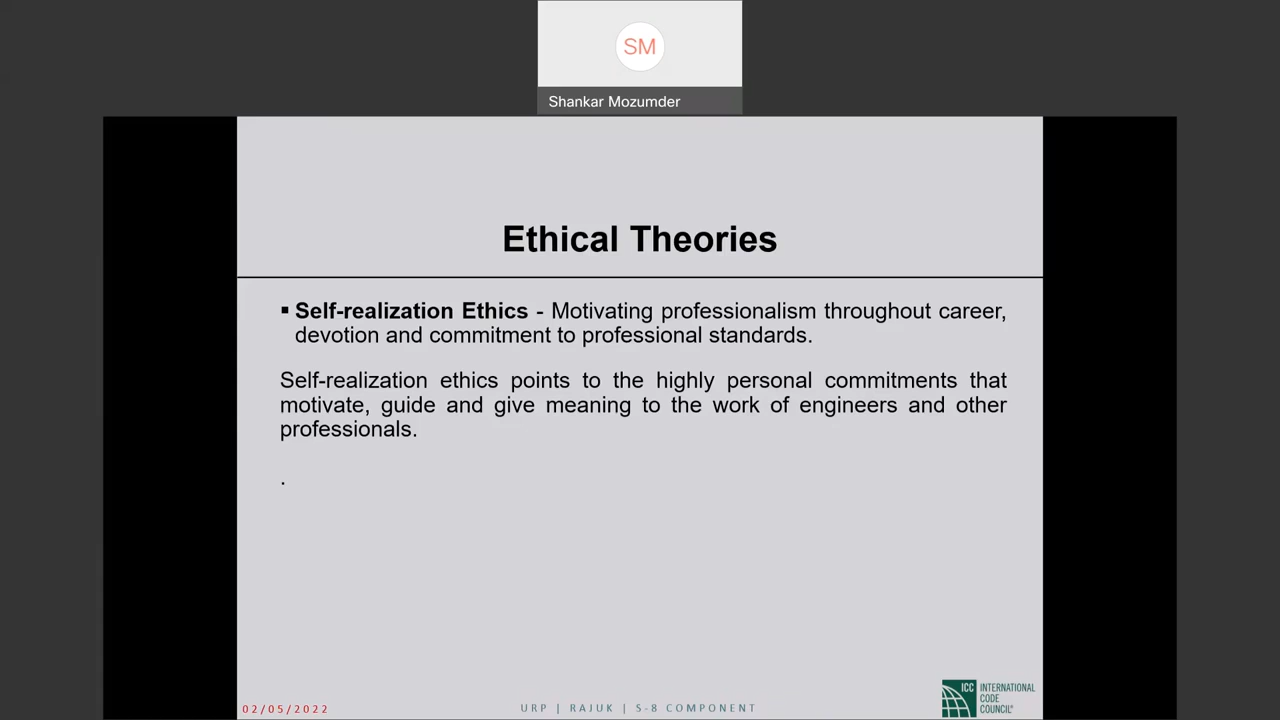 SM
Shankar Mozumder
Ethical Theories
▪ Self-realization Ethics - Motivating professionalism throughout career,
devotion and commitment to professional standards.
Self-realization ethics points to the highly personal commitments that
motivate, guide and give meaning to the work of engineers and other
professionals.
.
02/05/2022
URP | RAJUK | S-8 COMPONENT
ICC
INTERNATIONAL
CODE
COUNCIL®